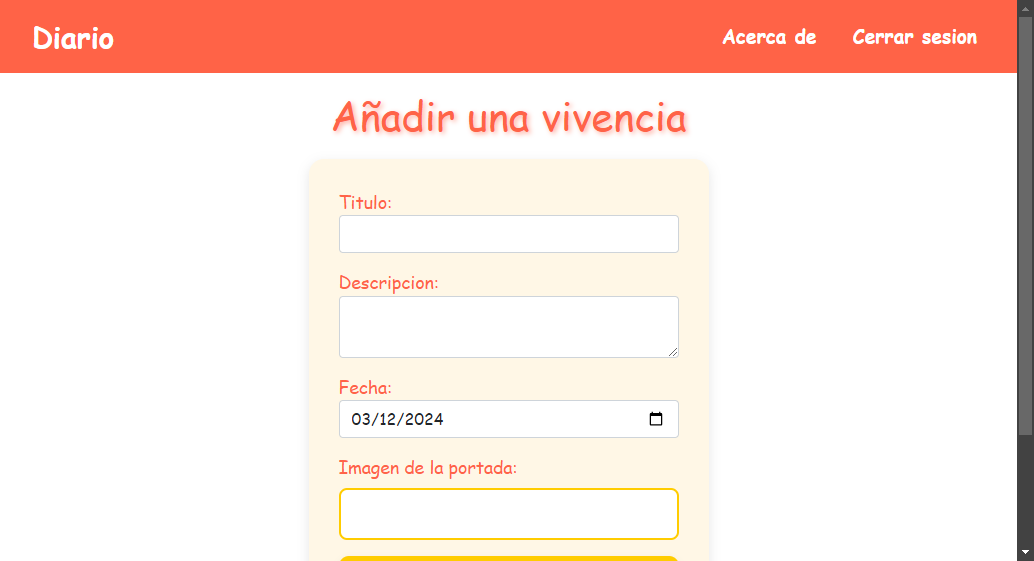 Diario
Acerca de
Cerrar sesion
Añadir una vivencia
Titulo:
Descripcion:
Fecha:
03/12/2024
Imagen de la portada: